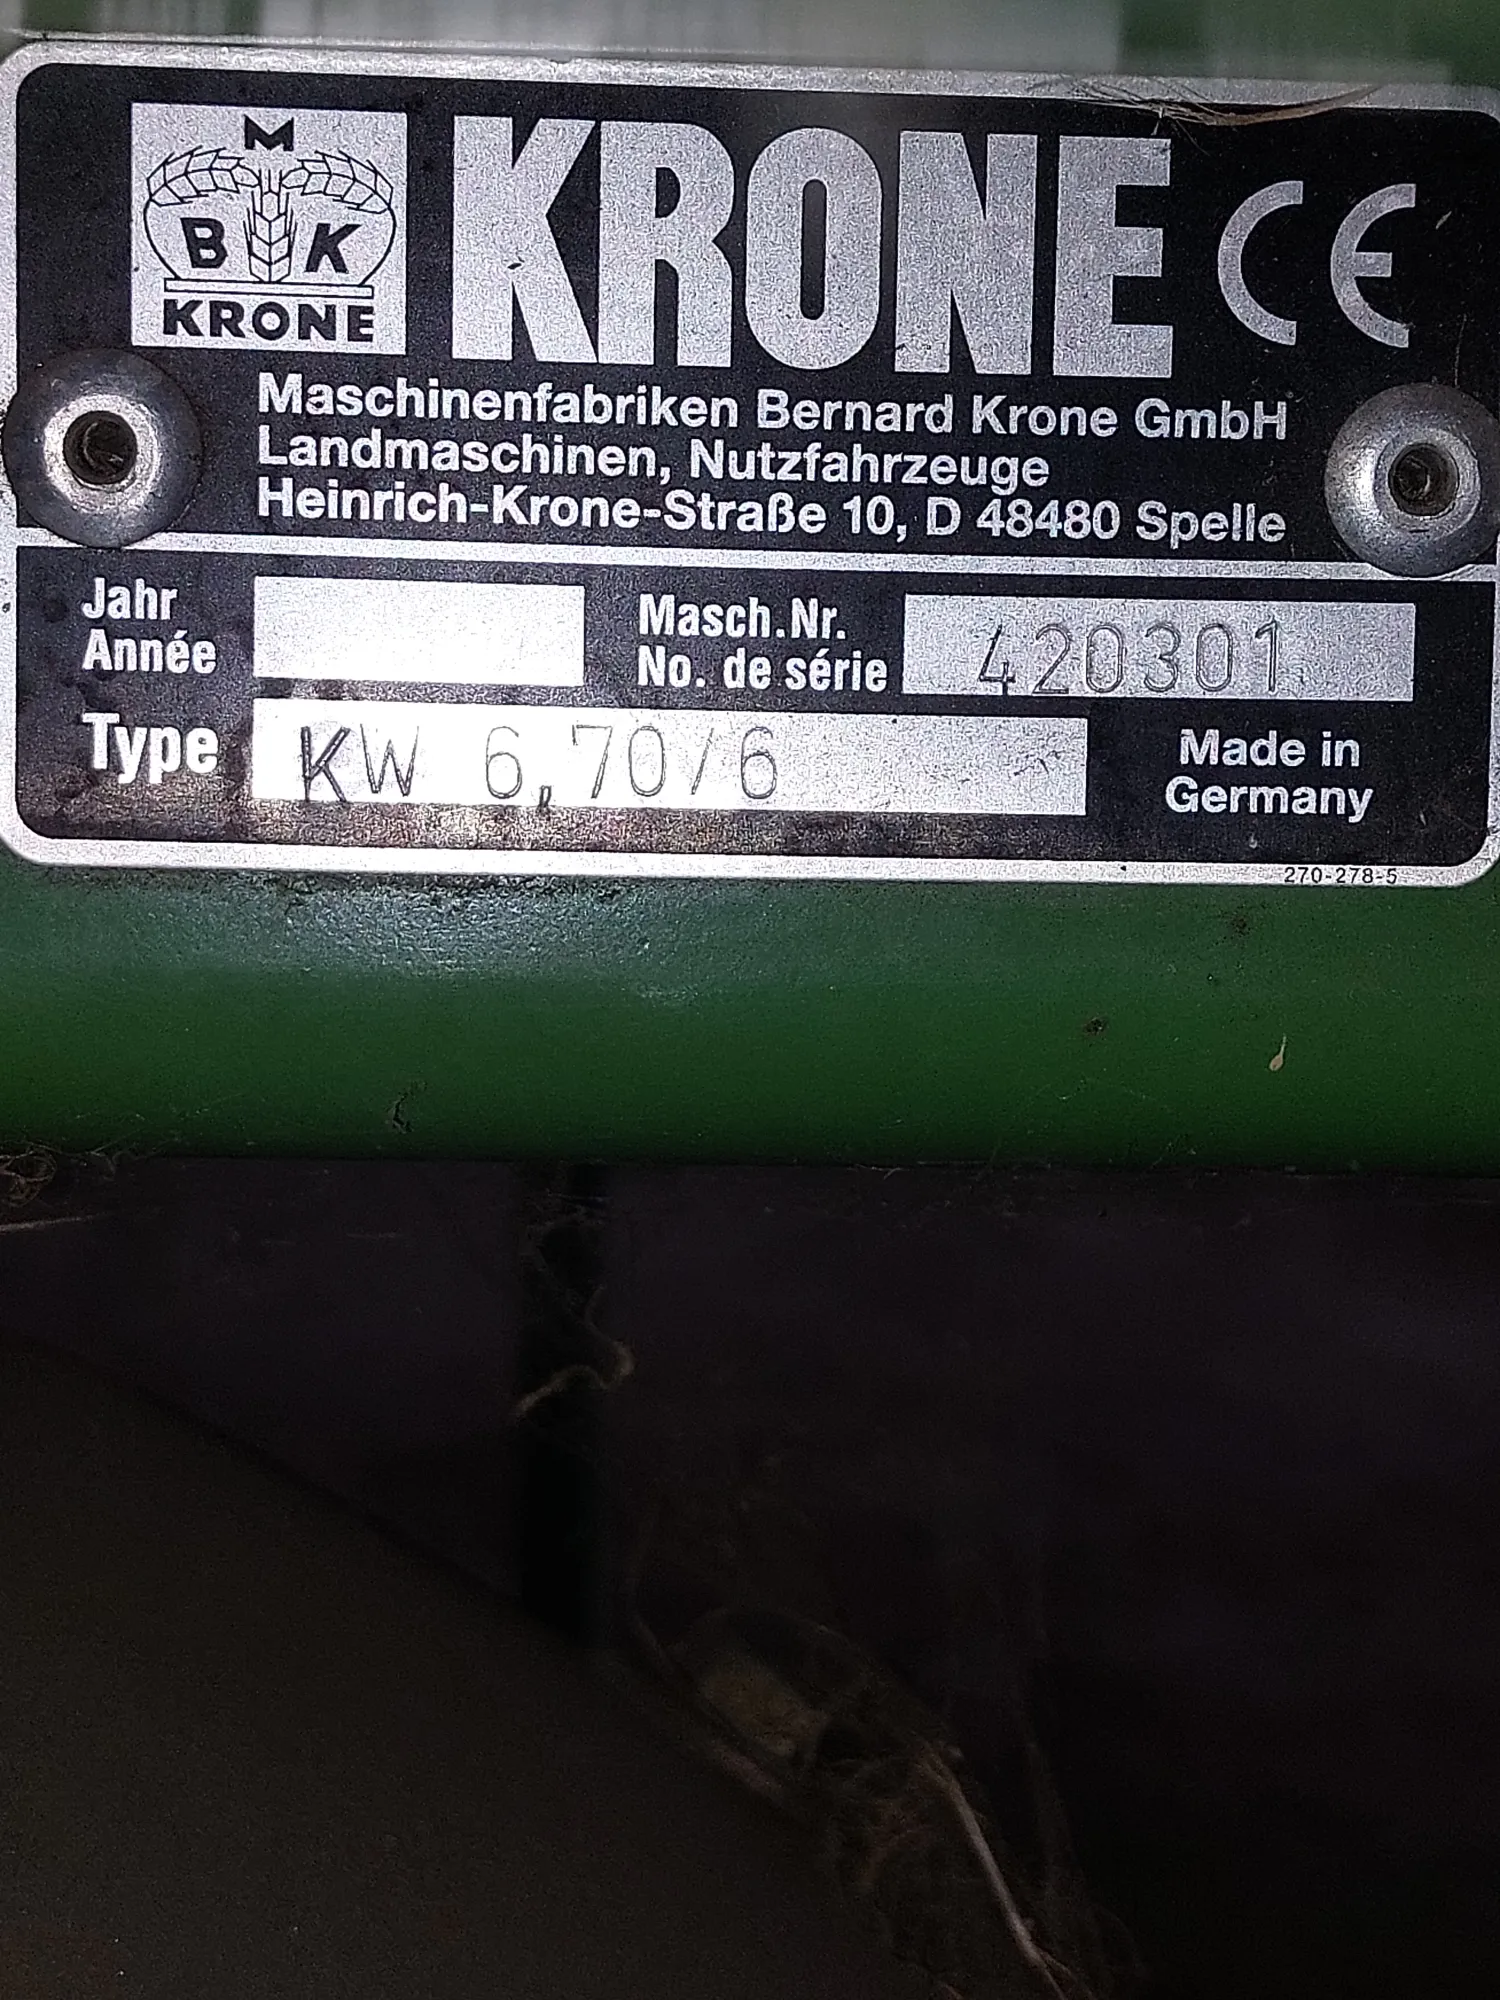 M
B K
KRONE
KRONE CE
Maschinenfabriken Bernard Krone GmbH
Landmaschinen, Nutzfahrzeuge
Heinrich-Krone-Straße 10, D 48480 Spelle
Jahr
Année
Masch.Nr.
No. de série
420301
Type
KW 6,70/6
Made in
Germany
270-278-5